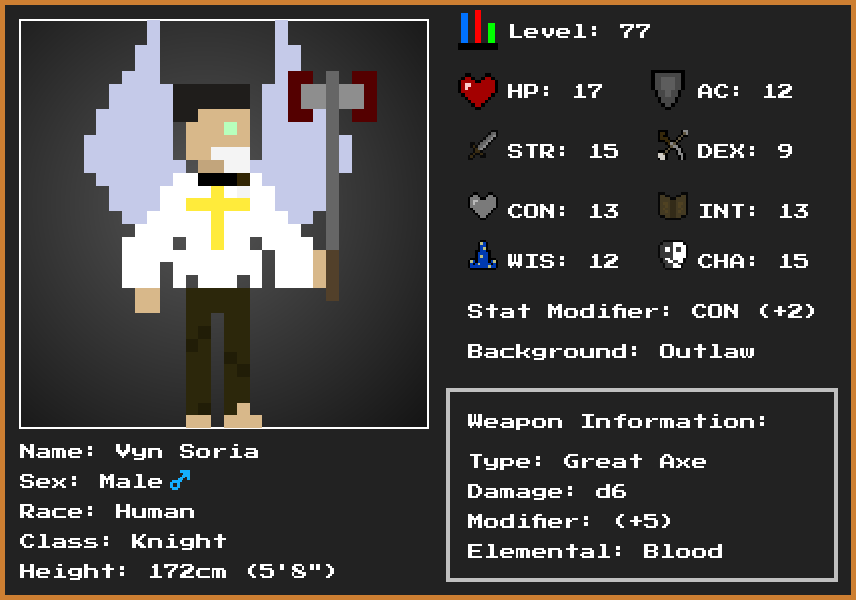 Level: 77
HP: 17
AC: 12
STR: 15
DEX: 9
CON: 13
INT: 13
WIS: 12
CHA: 15
Stat Modifier: CON (+2)
Background: Outlaw
Weapon Information:
Type: Great Axe
Damage: d6
Modifier: (+5)
Elemental: Blood
Name: Vyn Soria
Sex: Male ♂
Race: Human
Class: Knight
Height: 172cm (5'8")